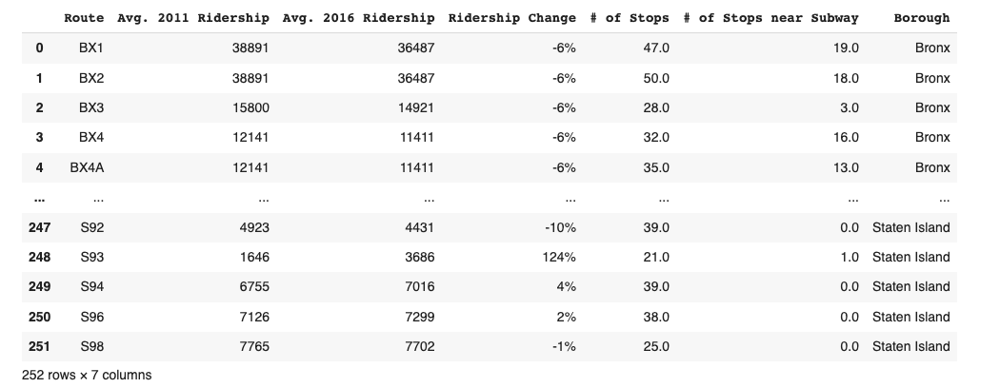 Route Avg. 2011 Ridership Avg. 2016 Ridership Ridership Change # of Stops # of Stops near Subway Borough
0 BX1 38891 36487 -6% 47.0 19.0 Bronx
1 BX2 38891 36487 -6% 50.0 18.0 Bronx
2 BX3 15800 14921 -6% 28.0 3.0 Bronx
3 BX4 12141 11411 -6% 32.0 16.0 Bronx
4 BX4A 12141 11411 -6% 35.0 13.0 Bronx
... ... ... ... ... ... ... ...
247 S92 4923 4431 -10% 39.0 0.0 Staten Island
248 S93 1646 3686 124% 21.0 1.0 Staten Island
249 S94 6755 7016 4% 39.0 0.0 Staten Island
250 S96 7126 7299 2% 38.0 0.0 Staten Island
251 S98 7765 7702 -1% 25.0 0.0 Staten Island
252 rows × 7 columns